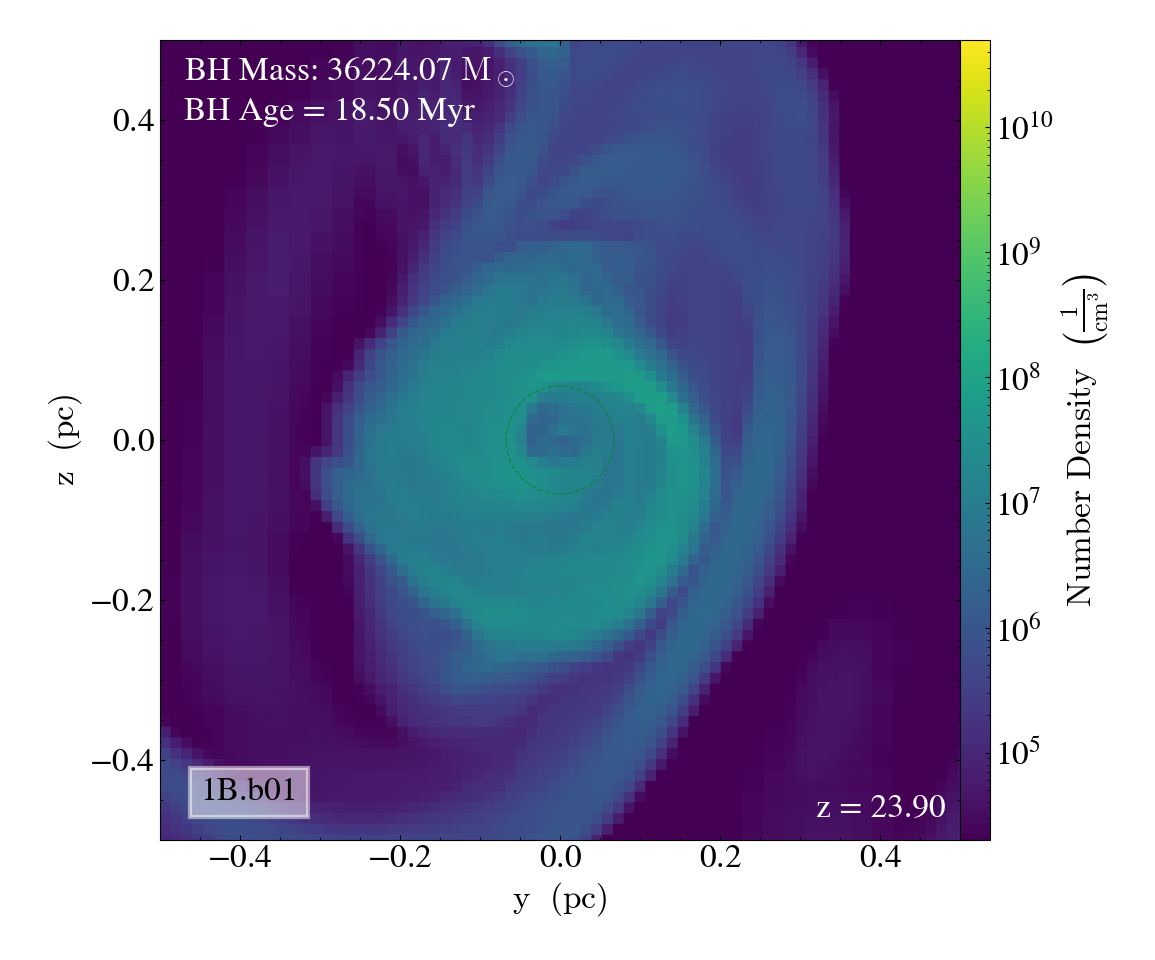 BH Mass: 36224.07 M⊙
BH Age = 18.50 Myr
1B.b01
z = 23.90
0.4
0.2
0.0
−0.2
−0.4
z (pc)
−0.4 −0.2 0.0 0.2 0.4
y (pc)
10¹⁰
10⁹
10⁸
10⁷
10⁶
10⁵
Number Density (1/cm³)